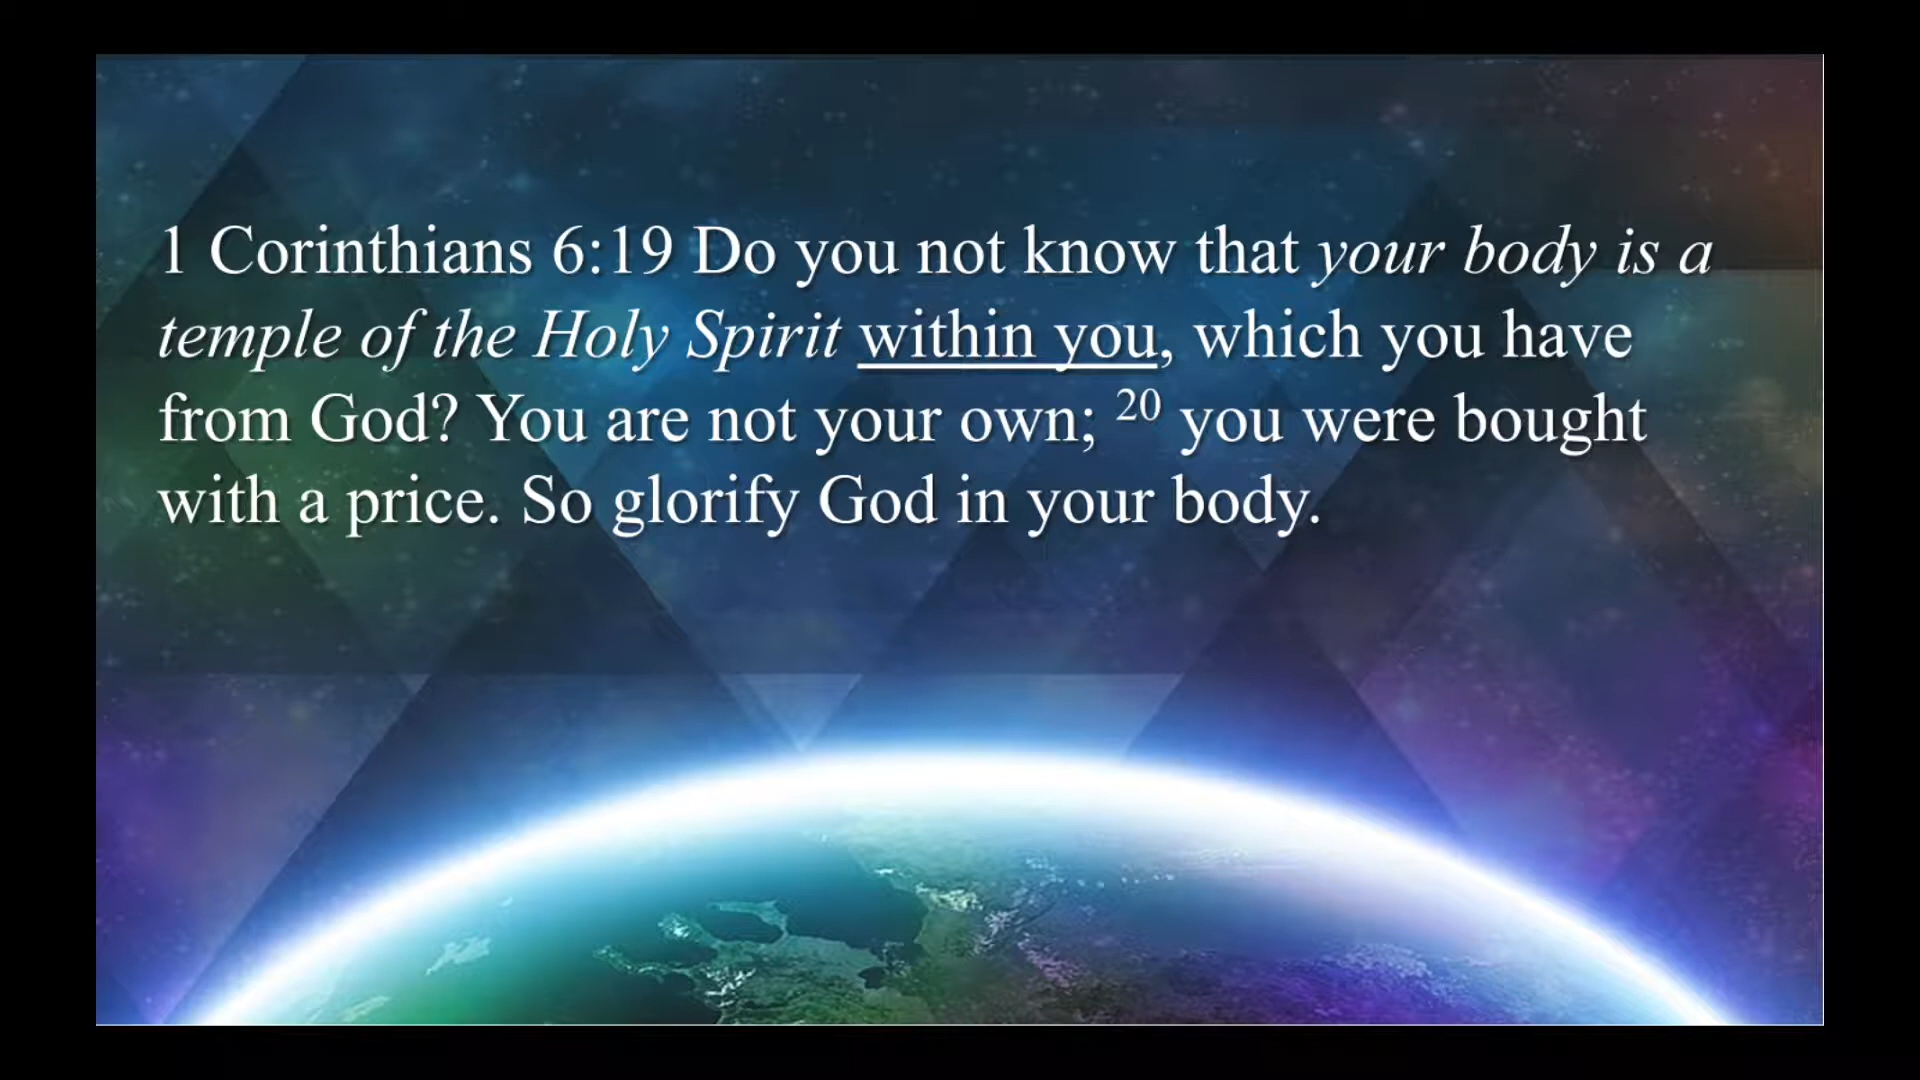 1 Corinthians 6:19 Do you not know that your body is a
temple of the Holy Spirit within you, which you have
from God? You are not your own; 20 you were bought
with a price. So glorify God in your body.